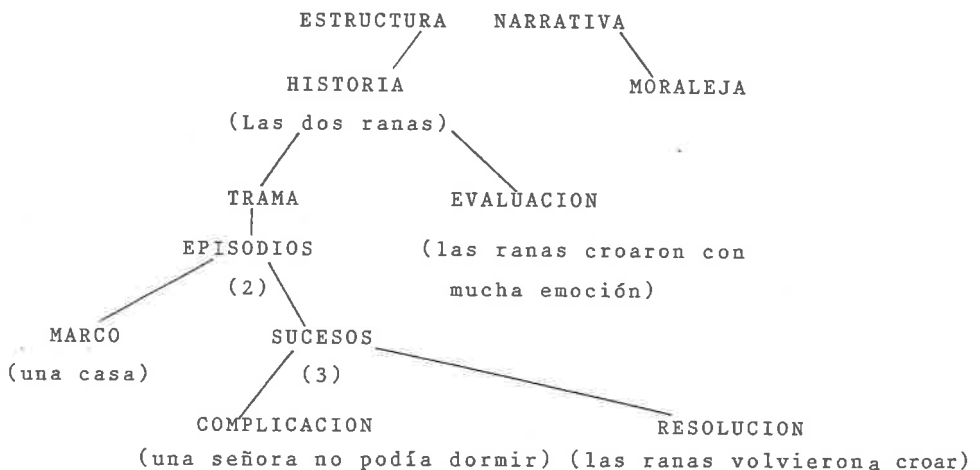 ESTRUCTURA NARRATIVA
HISTORIA MORALEJA
(Las dos ranas)
TRAMA EVALUACION
EPISODIOS (las ranas croaron con
(2) mucha emoción)
MARCO SUCESOS
(una casa) (3)
COMPLICACION RESOLUCION
(una señora no podía dormir) (las ranas volvieron a croar)